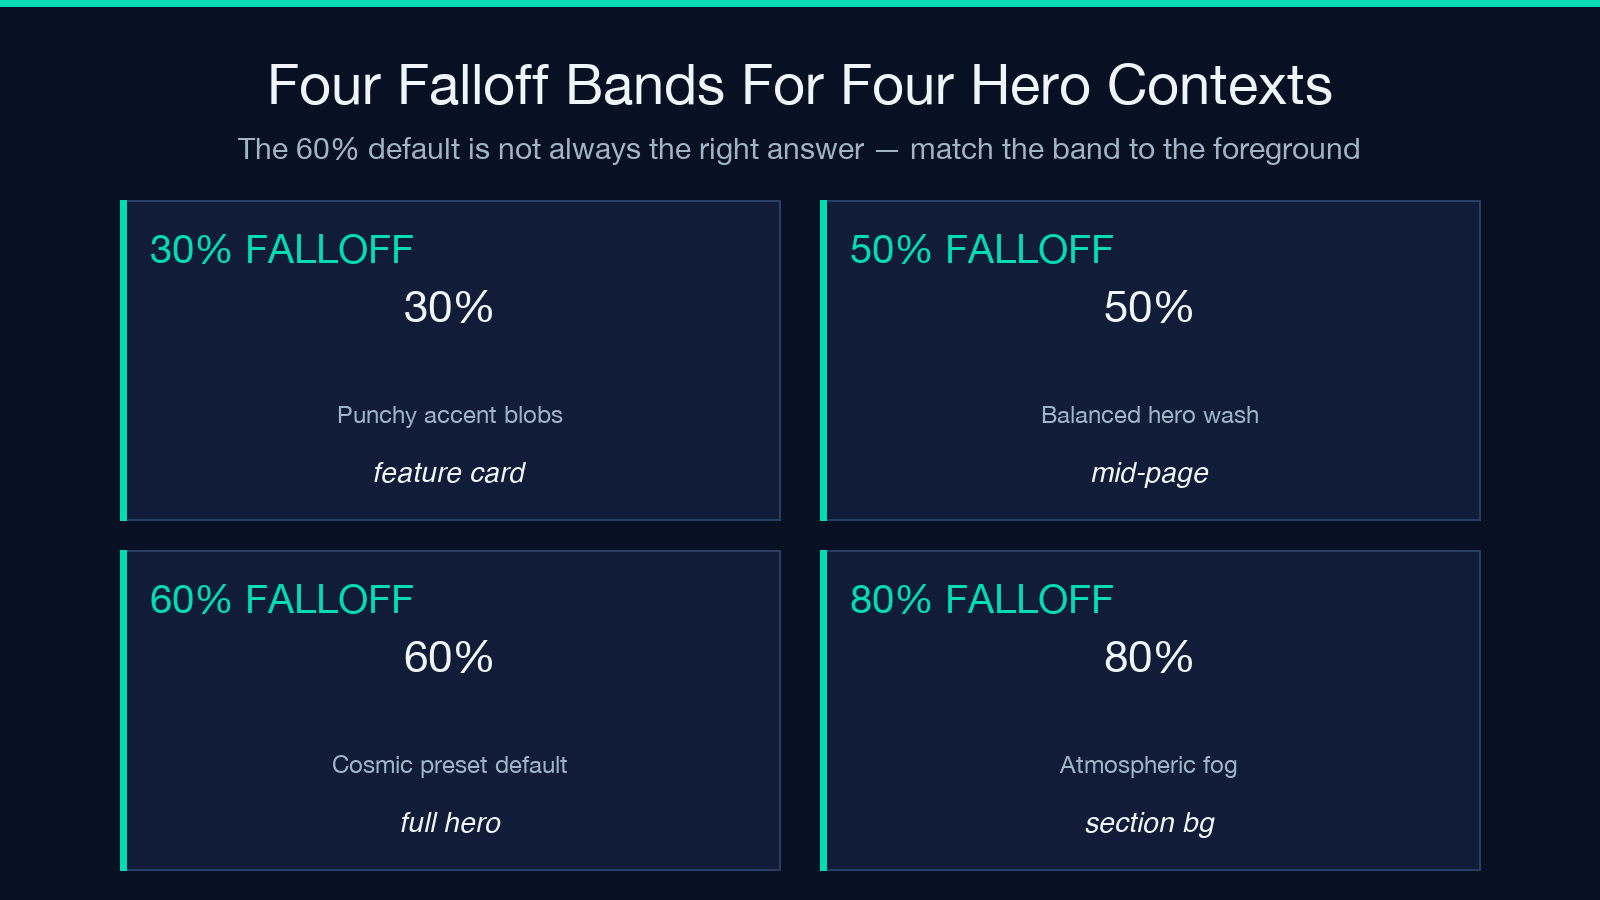 Four Falloff Bands For Four Hero Contexts
The 60% default is not always the right answer — match the band to the foreground
30% FALLOFF
30%
Punchy accent blobs
feature card
50% FALLOFF
50%
Balanced hero wash
mid-page
60% FALLOFF
60%
Cosmic preset default
full hero
80% FALLOFF
80%
Atmospheric fog
section bg